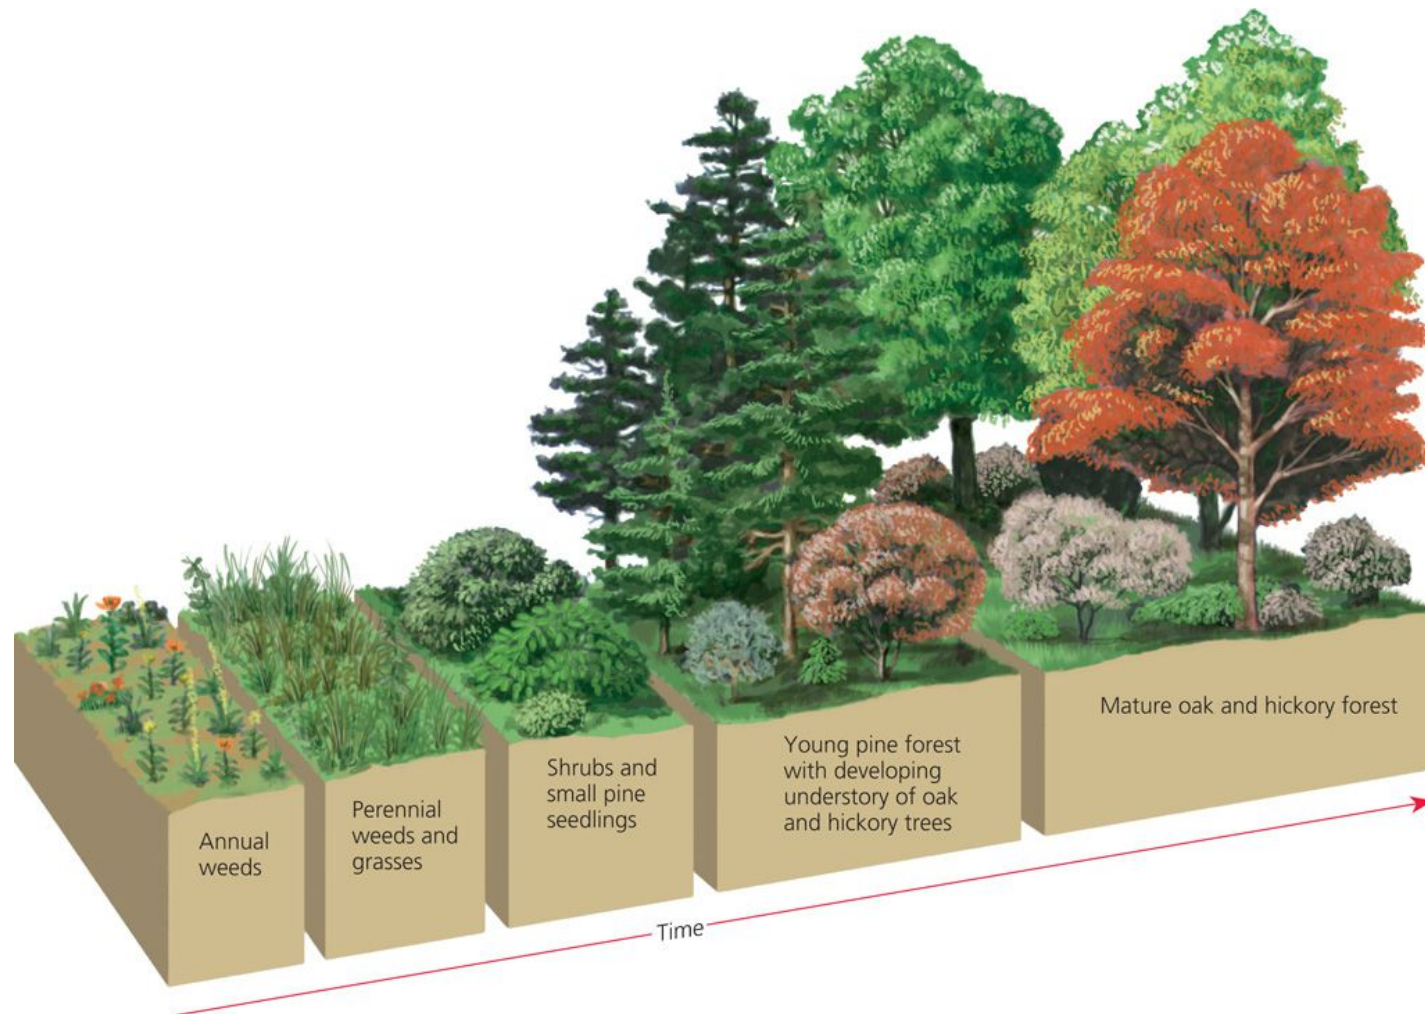 Annual
weeds
Perennial
weeds and
grasses
Shrubs and
small pine
seedlings
Young pine forest
with developing
understory of oak
and hickory trees
Mature oak and hickory forest
Time